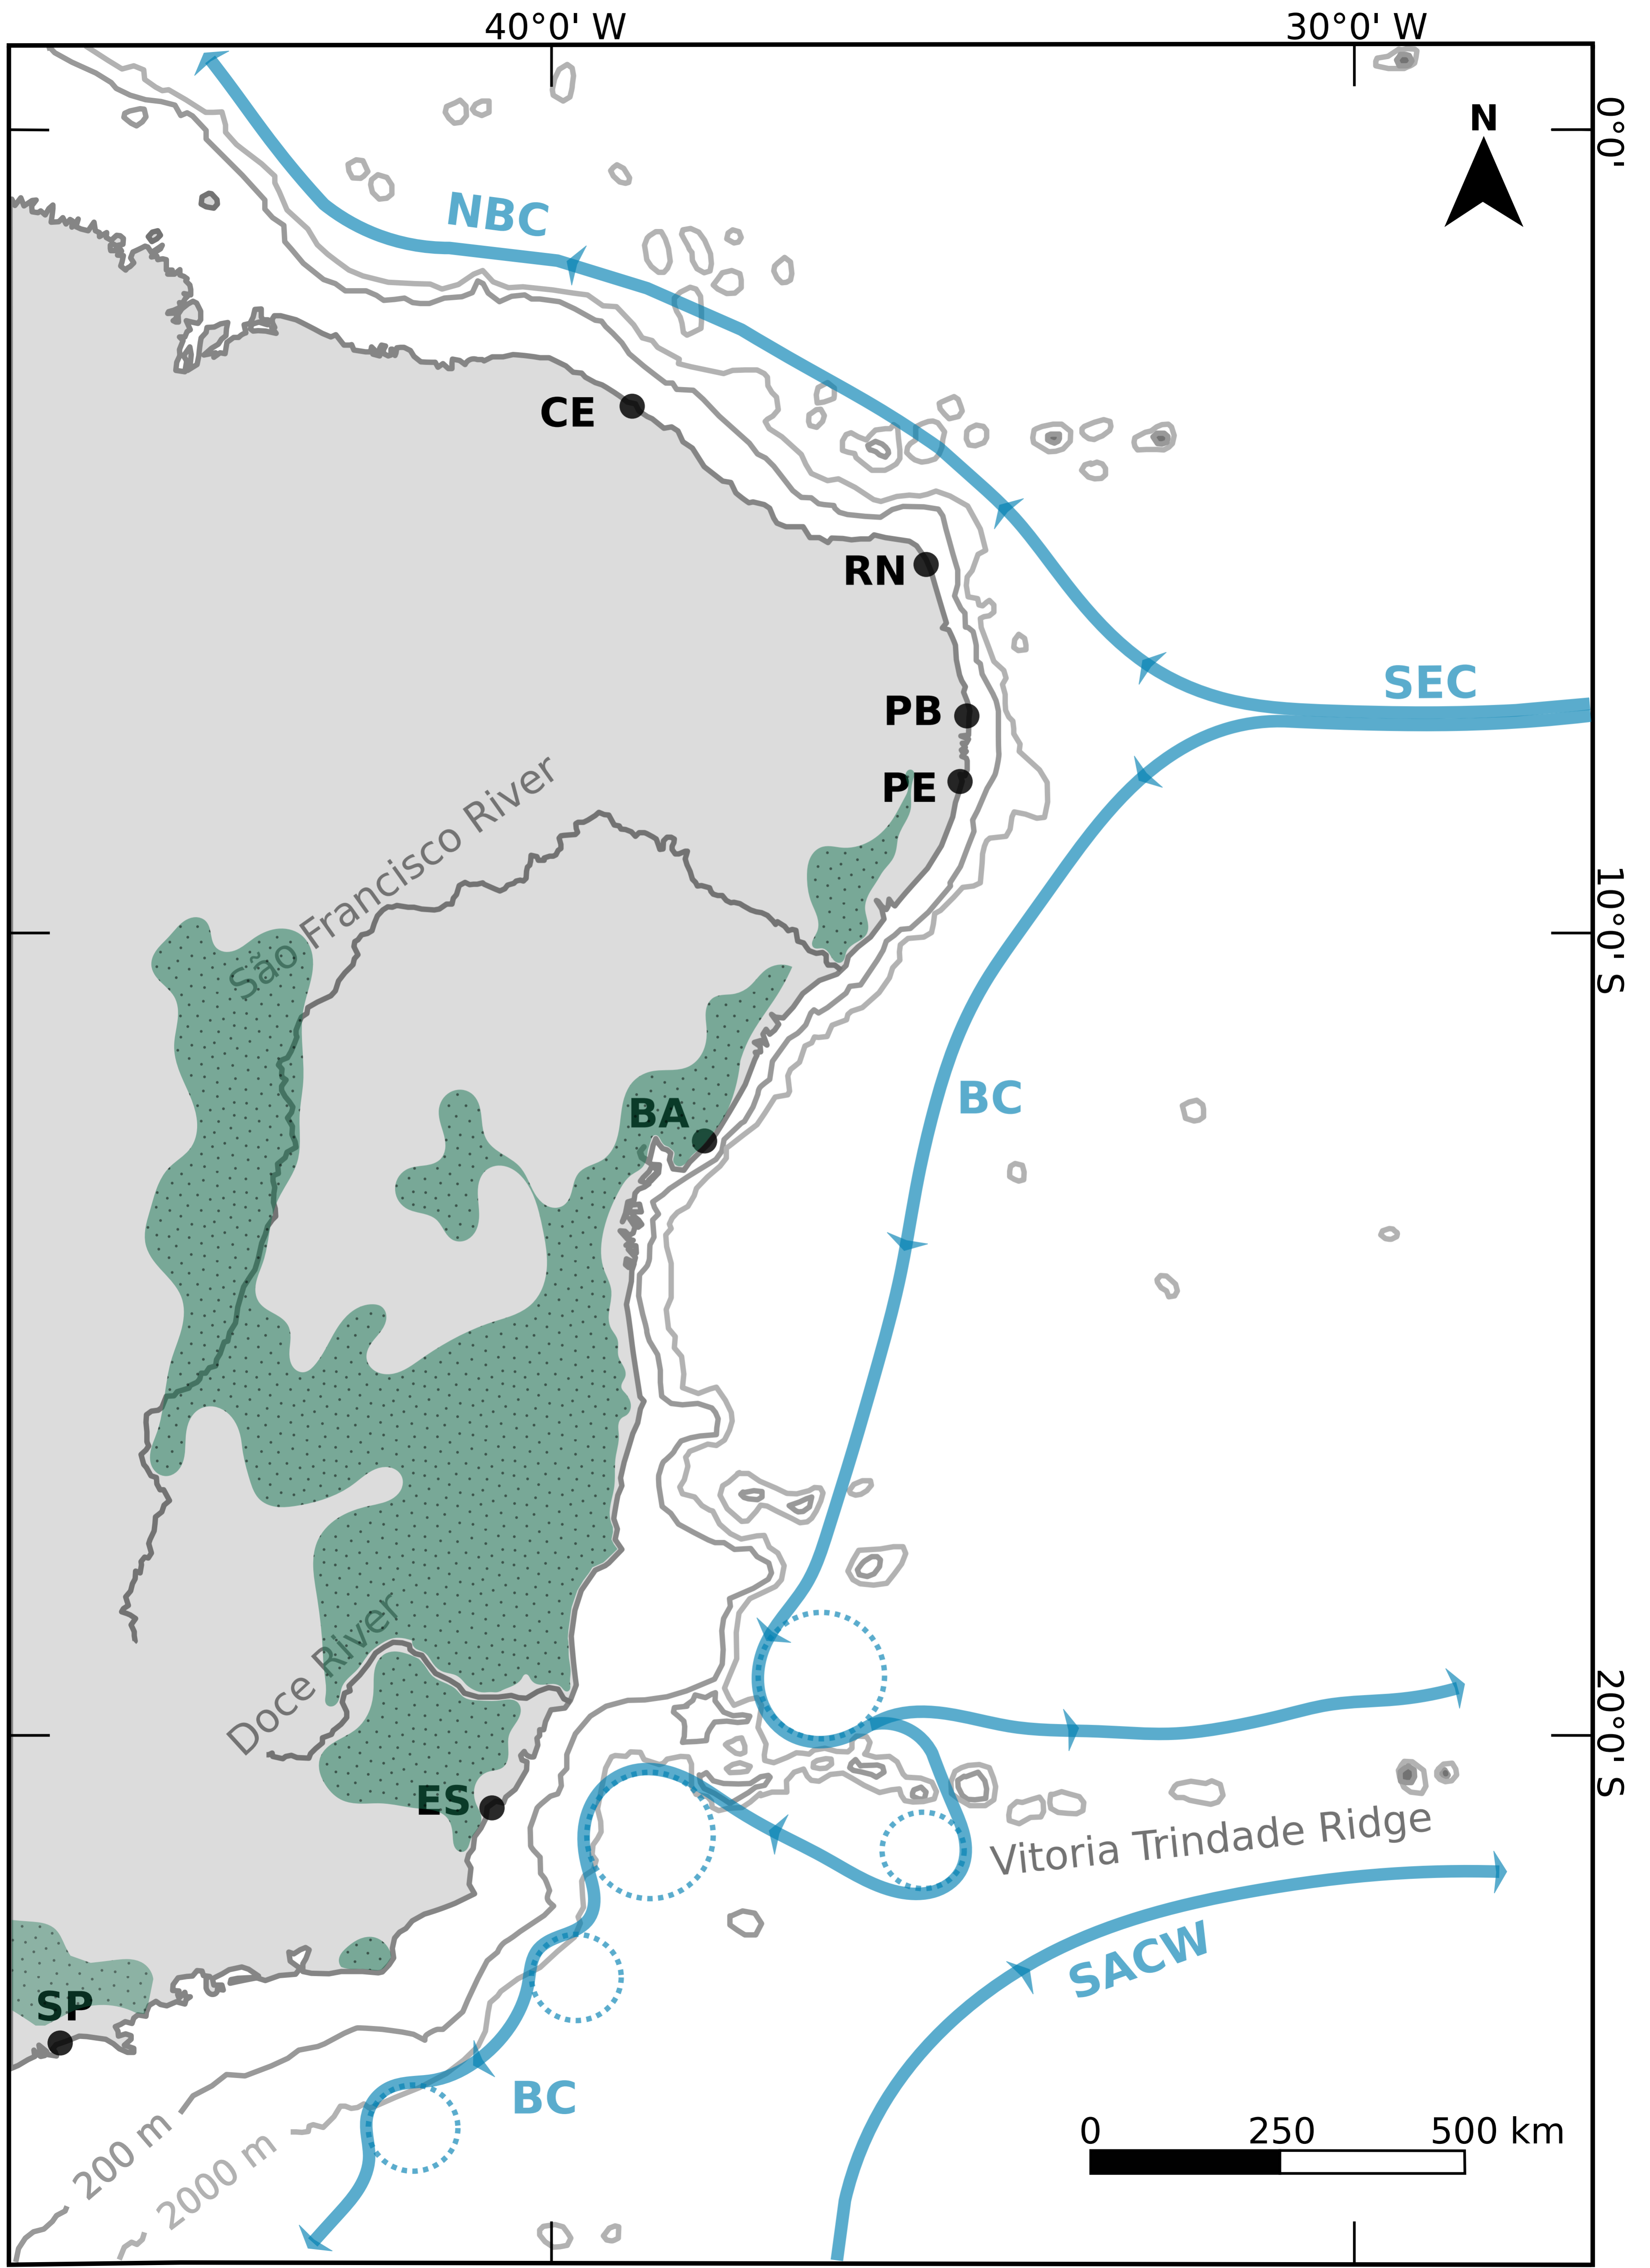 40°0' W
30°0' W
0°0'
N
NBC
CE
RN
SEC
PB
PE
São Francisco River
10°0' S
BC
BA
Doce River
20°0' S
ES
Vitoria Trindade Ridge
SACW
SP
BC
0 250 500 km
200 m
2000 m